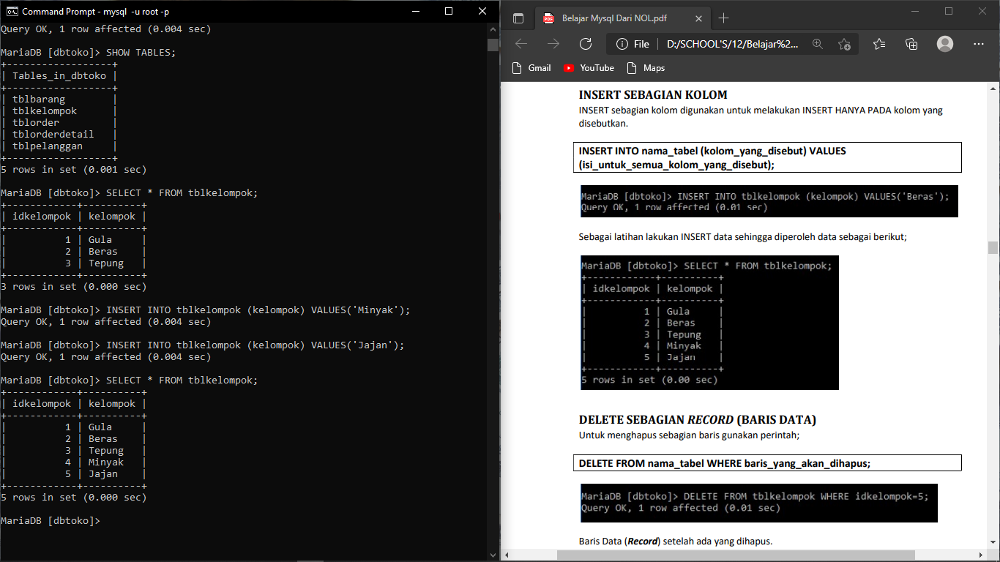 Command Prompt - mysql -u root -p
Query OK, 1 row affected (0.004 sec)
MariaDB [dbtoko]> SHOW TABLES;
+------------------+
| Tables_in_dbtoko |
+------------------+
| tblbarang        |
| tblkelompok      |
| tblorder         |
| tblorderdetail   |
| tblpelanggan     |
+------------------+
5 rows in set (0.001 sec)
MariaDB [dbtoko]> SELECT * FROM tblkelompok;
+------------+----------+
| idkelompok | kelompok |
+------------+----------+
|          1 | Gula     |
|          2 | Beras    |
|          3 | Tepung   |
+------------+----------+
3 rows in set (0.000 sec)
MariaDB [dbtoko]> INSERT INTO tblkelompok (kelompok) VALUES('Minyak');
Query OK, 1 row affected (0.004 sec)
MariaDB [dbtoko]> INSERT INTO tblkelompok (kelompok) VALUES('Jajan');
Query OK, 1 row affected (0.004 sec)
MariaDB [dbtoko]> SELECT * FROM tblkelompok;
+------------+----------+
| idkelompok | kelompok |
+------------+----------+
|          1 | Gula     |
|          2 | Beras    |
|          3 | Tepung   |
|          4 | Minyak   |
|          5 | Jajan    |
+------------+----------+
5 rows in set (0.000 sec)
MariaDB [dbtoko]>
PDF Belajar Mysql Dari NOL.pdf
File D:/SCHOOL'S/12/Belajar%2...
Gmail YouTube Maps
INSERT SEBAGIAN KOLOM
INSERT sebagian kolom digunakan untuk melakukan INSERT HANYA PADA kolom yang
disebutkan.
INSERT INTO nama_tabel (kolom_yang_disebut) VALUES
(isi_untuk_semua_kolom_yang_disebut);
MariaDB [dbtoko]> INSERT INTO tblkelompok (kelompok) VALUES('Beras');
Query OK, 1 row affected (0.01 sec)
Sebagai latihan lakukan INSERT data sehingga diperoleh data sebagai berikut;
MariaDB [dbtoko]> SELECT * FROM tblkelompok;
+------------+----------+
| idkelompok | kelompok |
+------------+----------+
|          1 | Gula     |
|          2 | Beras    |
|          3 | Tepung   |
|          4 | Minyak   |
|          5 | Jajan    |
+------------+----------+
5 rows in set (0.00 sec)
DELETE SEBAGIAN RECORD (BARIS DATA)
Untuk menghapus sebagian baris gunakan perintah;
DELETE FROM nama_tabel WHERE baris_yang_akan_dihapus;
MariaDB [dbtoko]> DELETE FROM tblkelompok WHERE idkelompok=5;
Query OK, 1 row affected (0.01 sec)
Baris Data (Record) setelah ada yang dihapus.